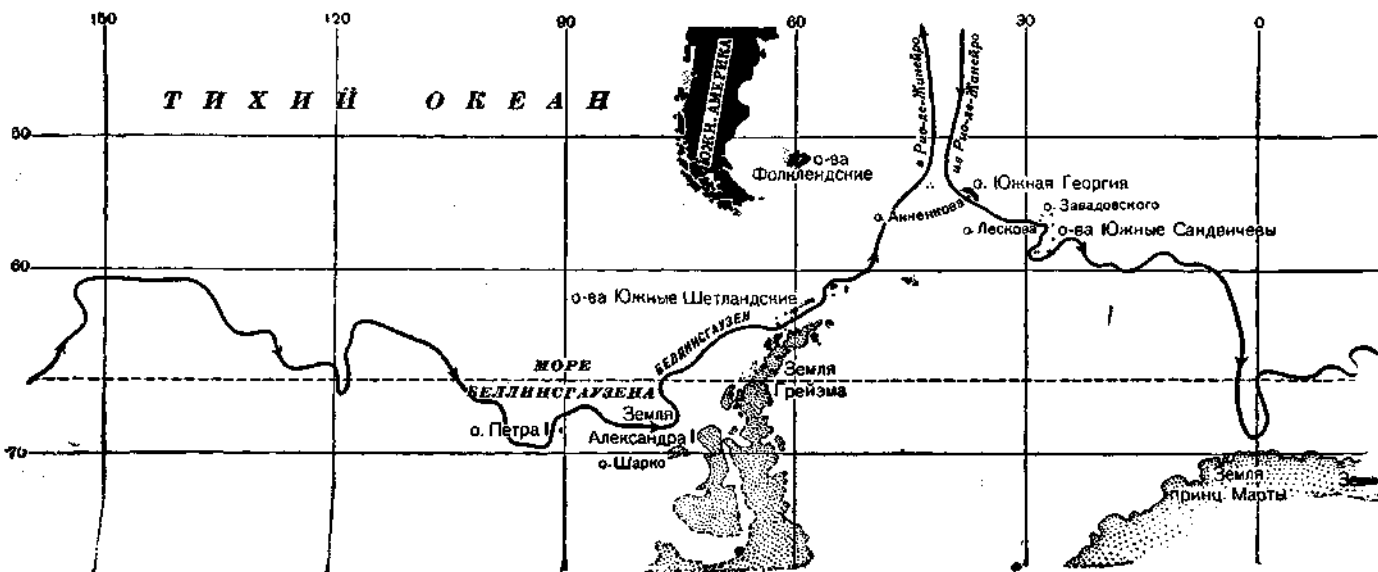 150 120 90 60 30 0
ТИХИЙ ОКЕАН
ЮЖН. АМЕРИКА
в Рио-де-Жанейро
из Рио-де-Жанейро
50
о-ва
Фолклендские
о. Южная Георгия
о. Анненкова
о. Завадовского
о. Лескова
о-ва Южные Сандвичевы
60
о-ва Южные Шетландские
БЕЛЛИНСГАУЗЕН
МОРЕ
БЕЛЛИНСГАУЗЕНА
Земля
Грейэма
о. Петра I
Земля
Александра I
о. Шарко
70
Земля
принц. Марты